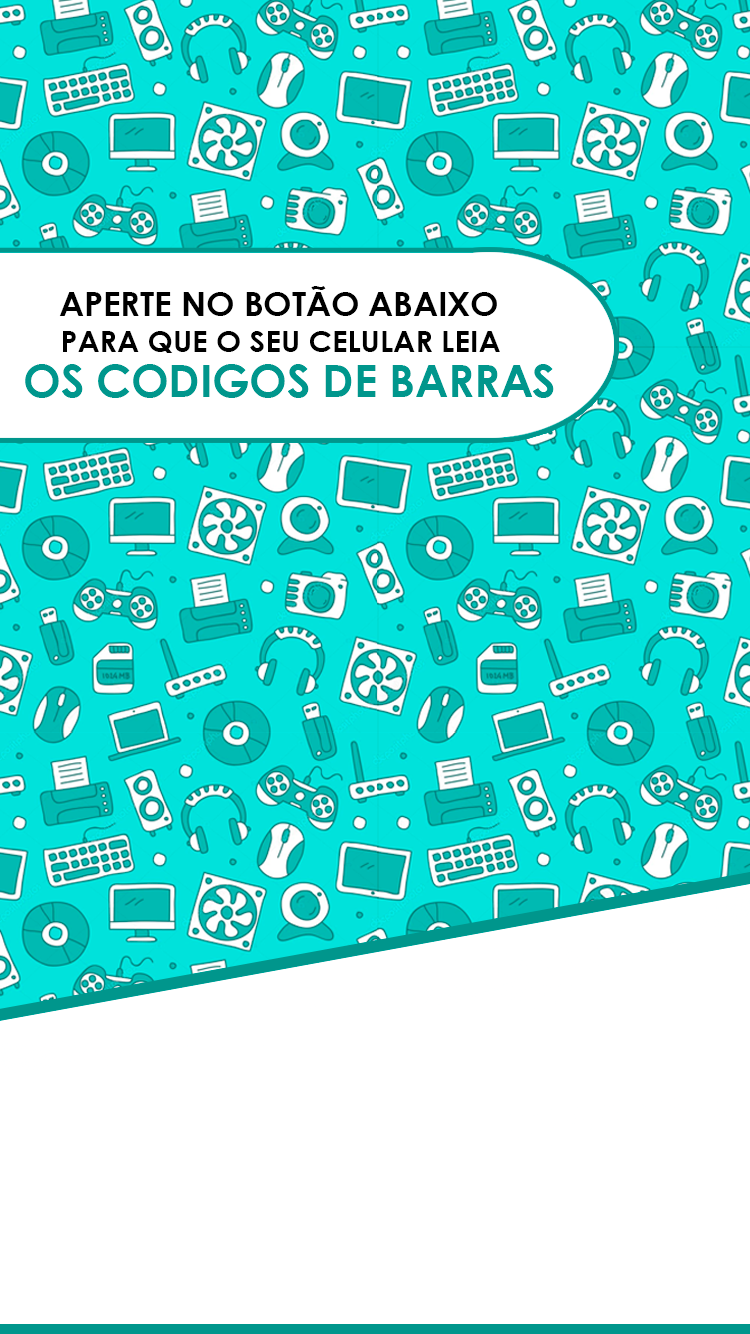 APERTE NO BOTÃO ABAIXO
PARA QUE O SEU CELULAR LEIA
OS CODIGOS DE BARRAS